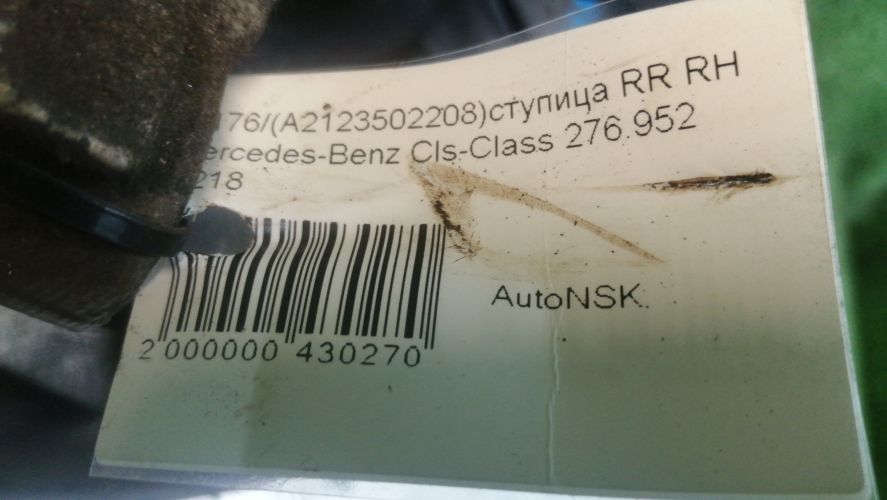 176/(A2123502208)ступица RR RH
ercedes-Benz Cls-Class 276.952
218
AutoNSK.
2 000000 430270